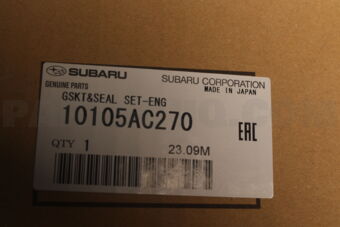 SUBARU
SUBARU CORPORATION
GENUINE PARTS
MADE IN JAPAN
GSKT&SEAL SET-ENG
10105AC270
EAC
QTY 1
23.09M